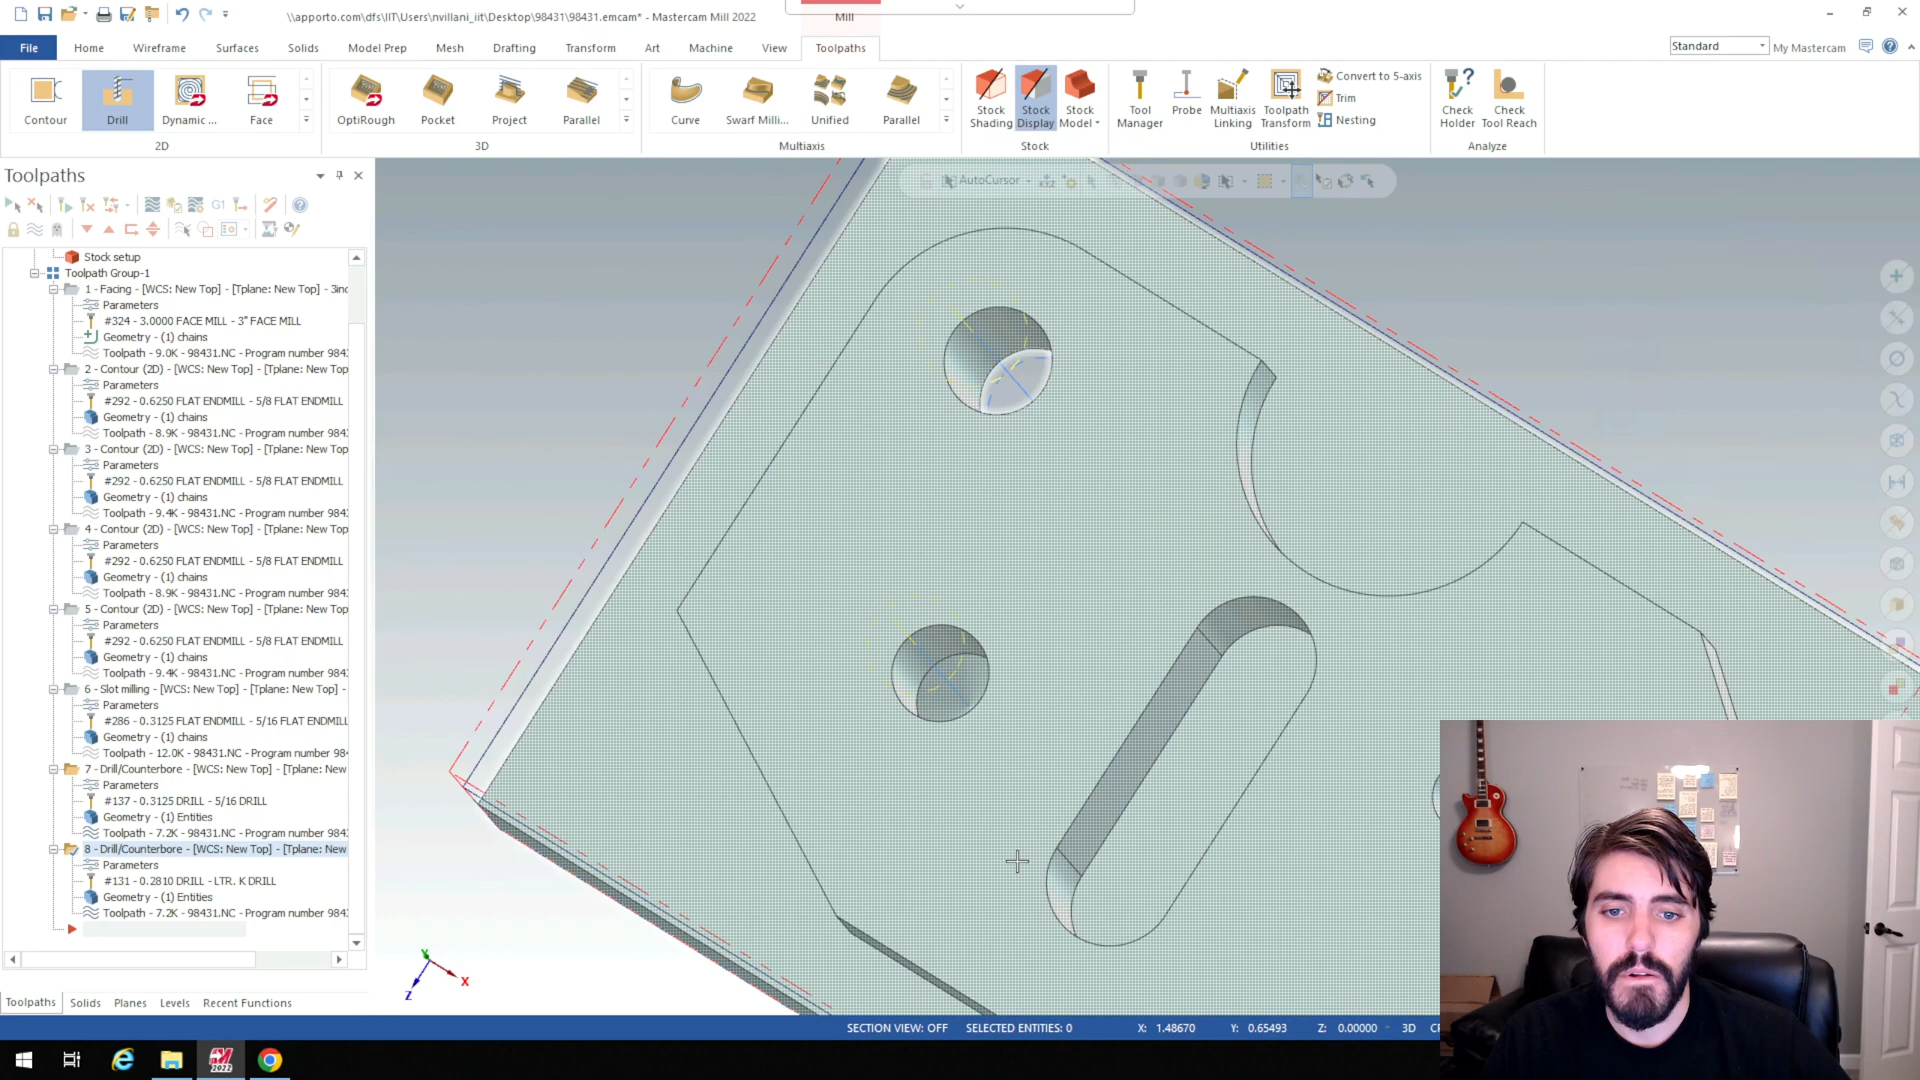 \\apporto.com\dfs\IIT\Users\nvillani_iit\Desktop\98431\98431.emcam* - Mastercam Mill 2022
Mill
File Home Wireframe Surfaces Solids Model Prep Mesh Drafting Transform Art Machine View Toolpaths
Standard My Mastercam
Contour Drill Dynamic ... Face
OptiRough Pocket Project Parallel
Curve Swarf Milli... Unified Parallel
Stock Shading Stock Display Stock Model
Tool Manager Probe Multiaxis Linking Toolpath Transform
Convert to 5-axis
Trim
Nesting
Check Holder Check Tool Reach
2D 3D Multiaxis Stock Utilities Analyze
Toolpaths
AutoCursor
G1
Stock setup
Toolpath Group-1
1 - Facing - [WCS: New Top] - [Tplane: New Top] - 3inc
Parameters
#324 - 3.0000 FACE MILL - 3" FACE MILL
Geometry - (1) chains
Toolpath - 9.0K - 98431.NC - Program number 984
2 - Contour (2D) - [WCS: New Top] - [Tplane: New Top
Parameters
#292 - 0.6250 FLAT ENDMILL - 5/8 FLAT ENDMILL
Geometry - (1) chains
Toolpath - 8.9K - 98431.NC - Program number 984
3 - Contour (2D) - [WCS: New Top] - [Tplane: New Top
Parameters
#292 - 0.6250 FLAT ENDMILL - 5/8 FLAT ENDMILL
Geometry - (1) chains
Toolpath - 9.4K - 98431.NC - Program number 984
4 - Contour (2D) - [WCS: New Top] - [Tplane: New Top
Parameters
#292 - 0.6250 FLAT ENDMILL - 5/8 FLAT ENDMILL
Geometry - (1) chains
Toolpath - 8.9K - 98431.NC - Program number 984
5 - Contour (2D) - [WCS: New Top] - [Tplane: New Top
Parameters
#292 - 0.6250 FLAT ENDMILL - 5/8 FLAT ENDMILL
Geometry - (1) chains
Toolpath - 9.4K - 98431.NC - Program number 984
6 - Slot milling - [WCS: New Top] - [Tplane: New Top] -
Parameters
#286 - 0.3125 FLAT ENDMILL - 5/16 FLAT ENDMILL
Geometry - (1) chains
Toolpath - 12.0K - 98431.NC - Program number 98
7 - Drill/Counterbore - [WCS: New Top] - [Tplane: New
Parameters
#137 - 0.3125 DRILL - 5/16 DRILL
Geometry - (1) Entities
Toolpath - 7.2K - 98431.NC - Program number 984
8 - Drill/Counterbore - [WCS: New Top] - [Tplane: New
Parameters
#131 - 0.2810 DRILL - LTR. K DRILL
Geometry - (1) Entities
Toolpath - 7.2K - 98431.NC - Program number 984
Y
X
Z
Toolpaths Solids Planes Levels Recent Functions
SECTION VIEW: OFF SELECTED ENTITIES: 0 X: 1.48670 Y: 0.65493 Z: 0.00000 3D
2022